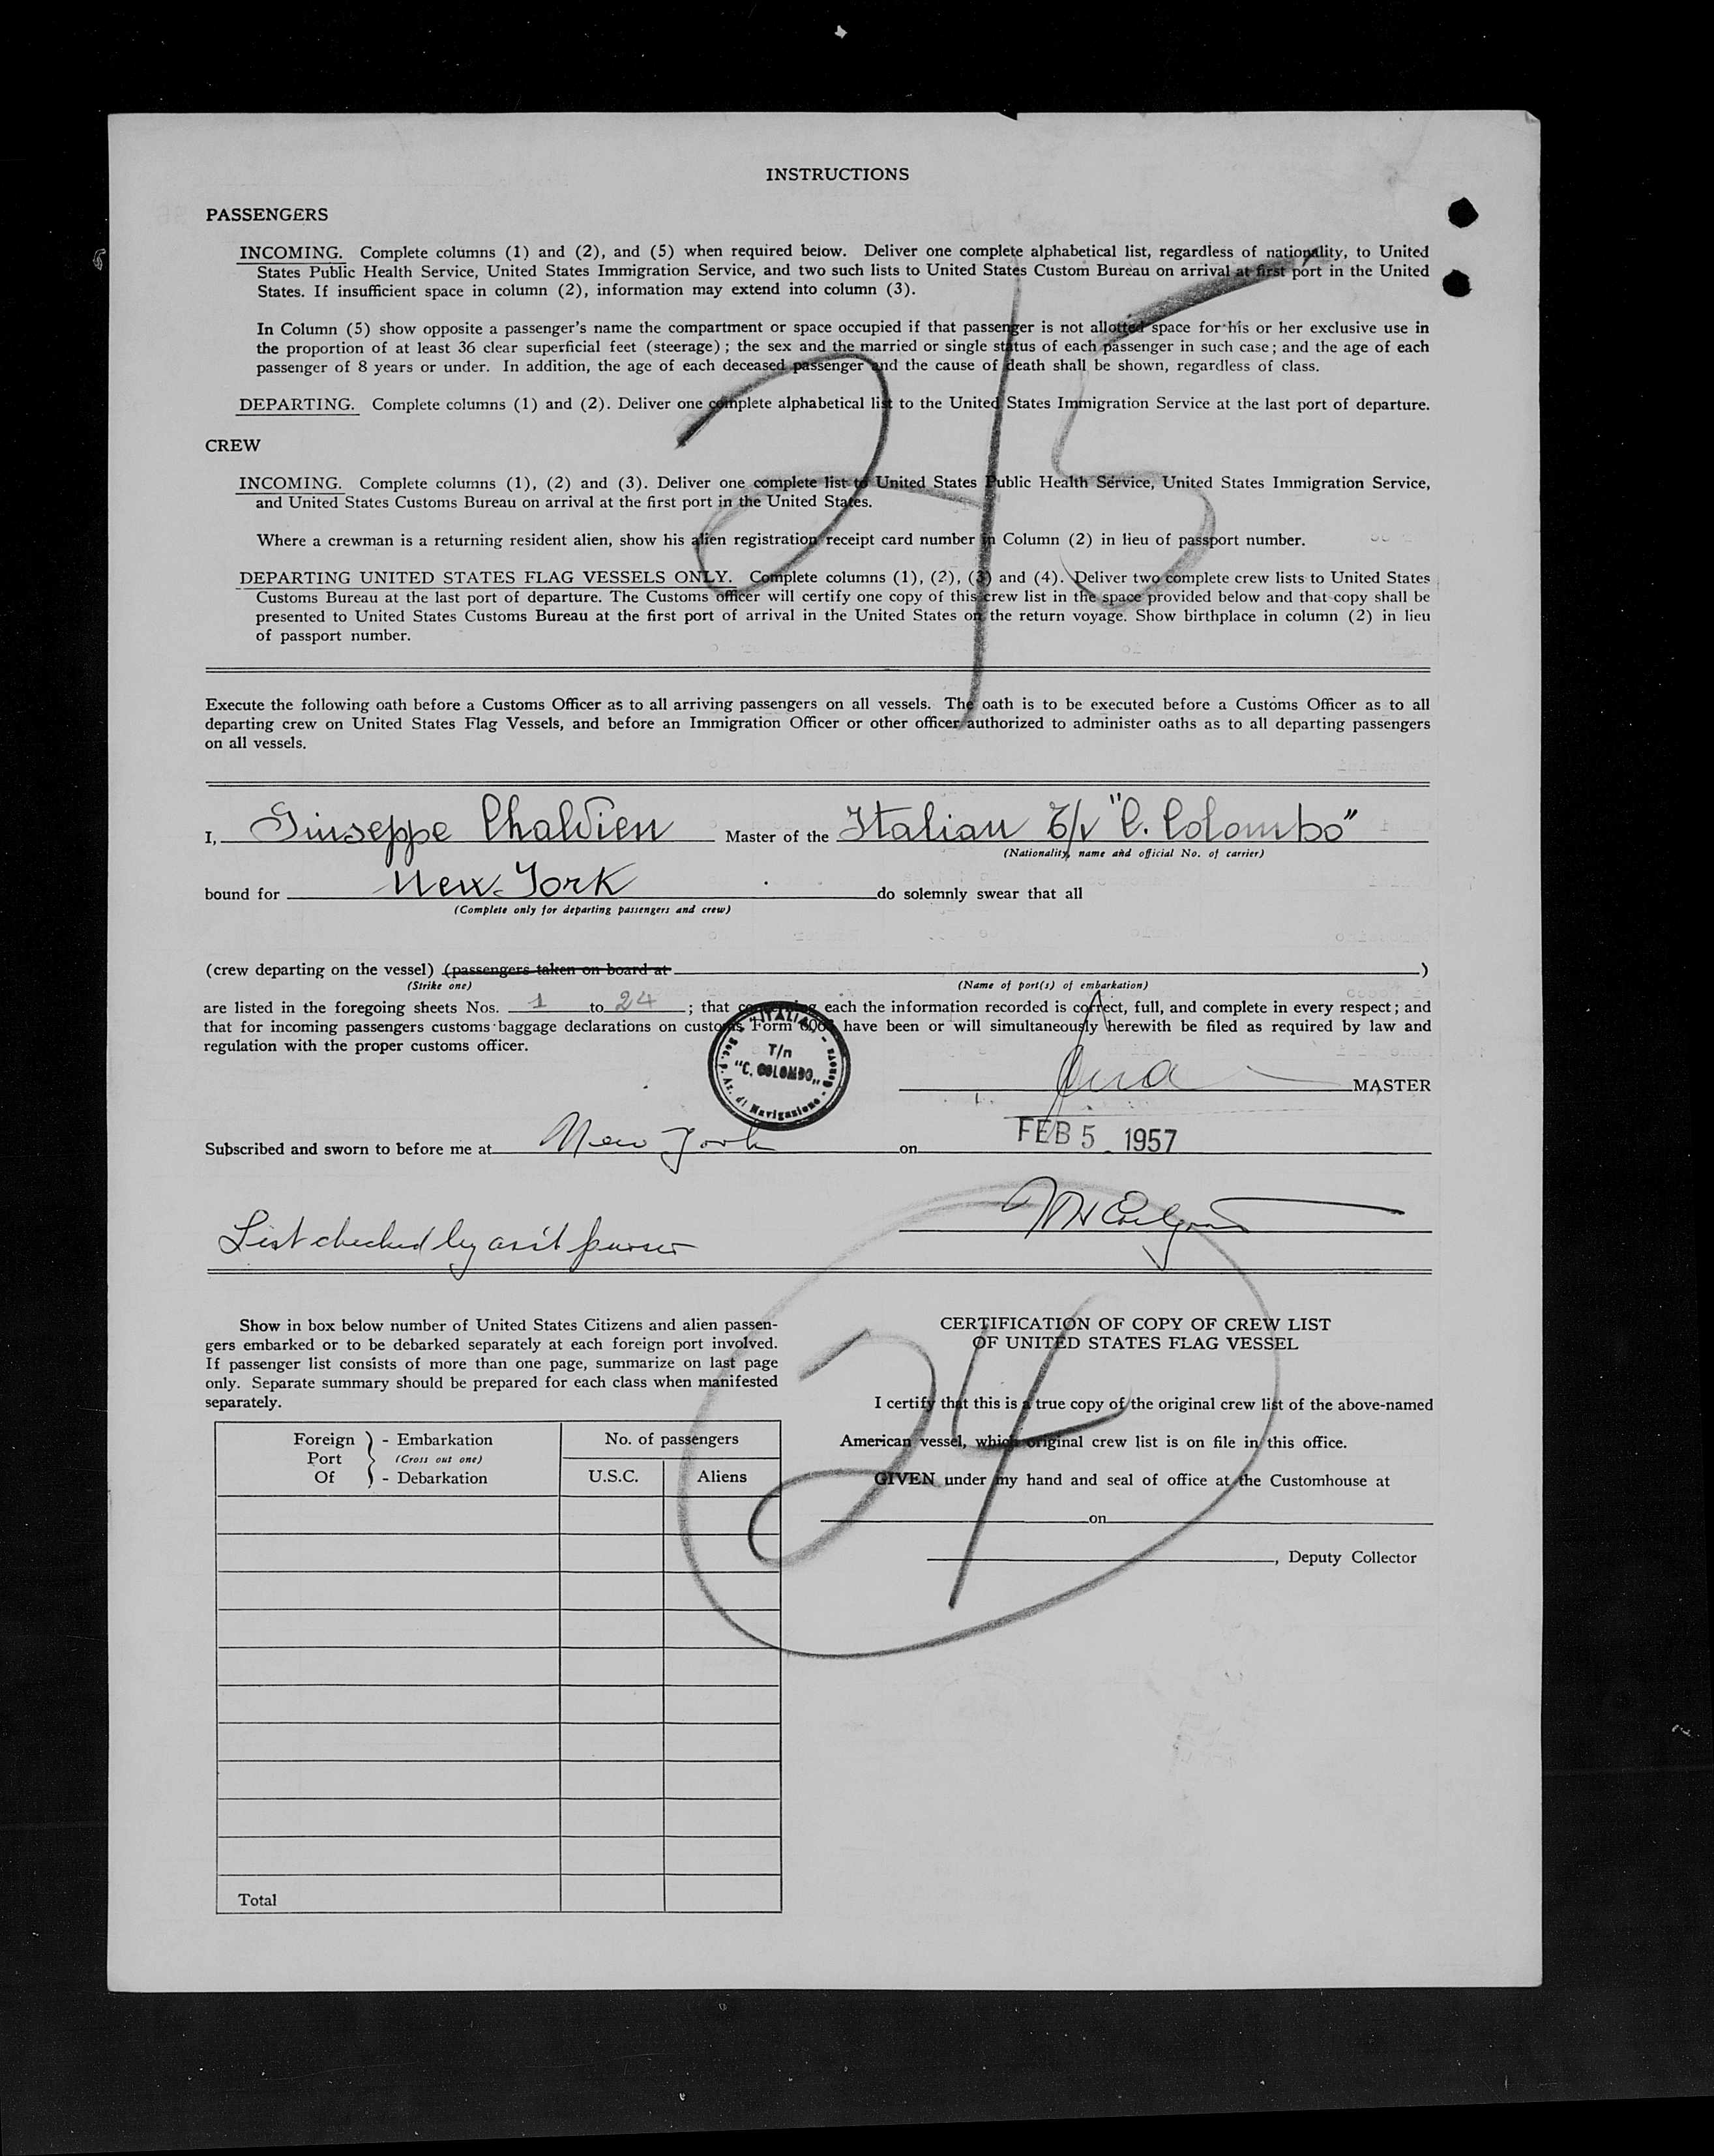 INSTRUCTIONS
PASSENGERS
INCOMING. Complete columns (1) and (2), and (5) when required below. Deliver one complete alphabetical list, regardless of nationality, to United
States Public Health Service, United States Immigration Service, and two such lists to United States Custom Bureau on arrival at first port in the United
States. If insufficient space in column (2), information may extend into column (3).
In Column (5) show opposite a passenger's name the compartment or space occupied if that passenger is not allotted space for his or her exclusive use in
the proportion of at least 36 clear superficial feet (steerage); the sex and the married or single status of each passenger in such case; and the age of each
passenger of 8 years or under. In addition, the age of each deceased passenger and the cause of death shall be shown, regardless of class.
DEPARTING. Complete columns (1) and (2). Deliver one complete alphabetical list to the United States Immigration Service at the last port of departure.
245
CREW
INCOMING. Complete columns (1), (2) and (3). Deliver one complete list to United States Public Health Service, United States Immigration Service,
and United States Customs Bureau on arrival at the first port in the United States.
Where a crewman is a returning resident alien, show his alien registration receipt card number in Column (2) in lieu of passport number.
DEPARTING UNITED STATES FLAG VESSELS ONLY. Complete columns (1), (2), (3) and (4). Deliver two complete crew lists to United States
Customs Bureau at the last port of departure. The Customs officer will certify one copy of this crew list in the space provided below and that copy shall be
presented to United States Customs Bureau at the first port of arrival in the United States on the return voyage. Show birthplace in column (2) in lieu
of passport number.
Execute the following oath before a Customs Officer as to all arriving passengers on all vessels. The oath is to be executed before a Customs Officer as to all
departing crew on United States Flag Vessels, and before an Immigration Officer or other officer authorized to administer oaths as to all departing passengers
on all vessels.
I, Giuseppe Chalvien Master of the Italian T/n "C. Colombo"
(Nationality, name and official No. of carrier)
bound for New York do solemnly swear that all
(Complete only for departing passengers and crew)
(crew departing on the vessel) (passengers taken on board at )
(Strike one) (Name of port(s) of embarkation)
are listed in the foregoing sheets Nos. 1 to 24 ; that concerning each the information recorded is correct, full, and complete in every respect; and
that for incoming passengers customs baggage declarations on customs Form 6063 have been or will simultaneously herewith be filed as required by law and
regulation with the proper customs officer.
"ITALIA"
T/n
"C. COLOMBO"
Soc. p. Az. di Navigazione - Genova
MASTER
Subscribed and sworn to before me at New York on FEB 5 1957
List checked by ass't purser
Show in box below number of United States Citizens and alien passen-
gers embarked or to be debarked separately at each foreign port involved.
If passenger list consists of more than one page, summarize on last page
only. Separate summary should be prepared for each class when manifested
separately.
Foreign Port Of - Embarkation (Cross out one) - Debarkation
No. of passengers
U.S.C. Aliens
Total
CERTIFICATION OF COPY OF CREW LIST
OF UNITED STATES FLAG VESSEL
I certify that this is a true copy of the original crew list of the above-named
American vessel, which original crew list is on file in this office.
GIVEN under my hand and seal of office at the Customhouse at
on
, Deputy Collector
24